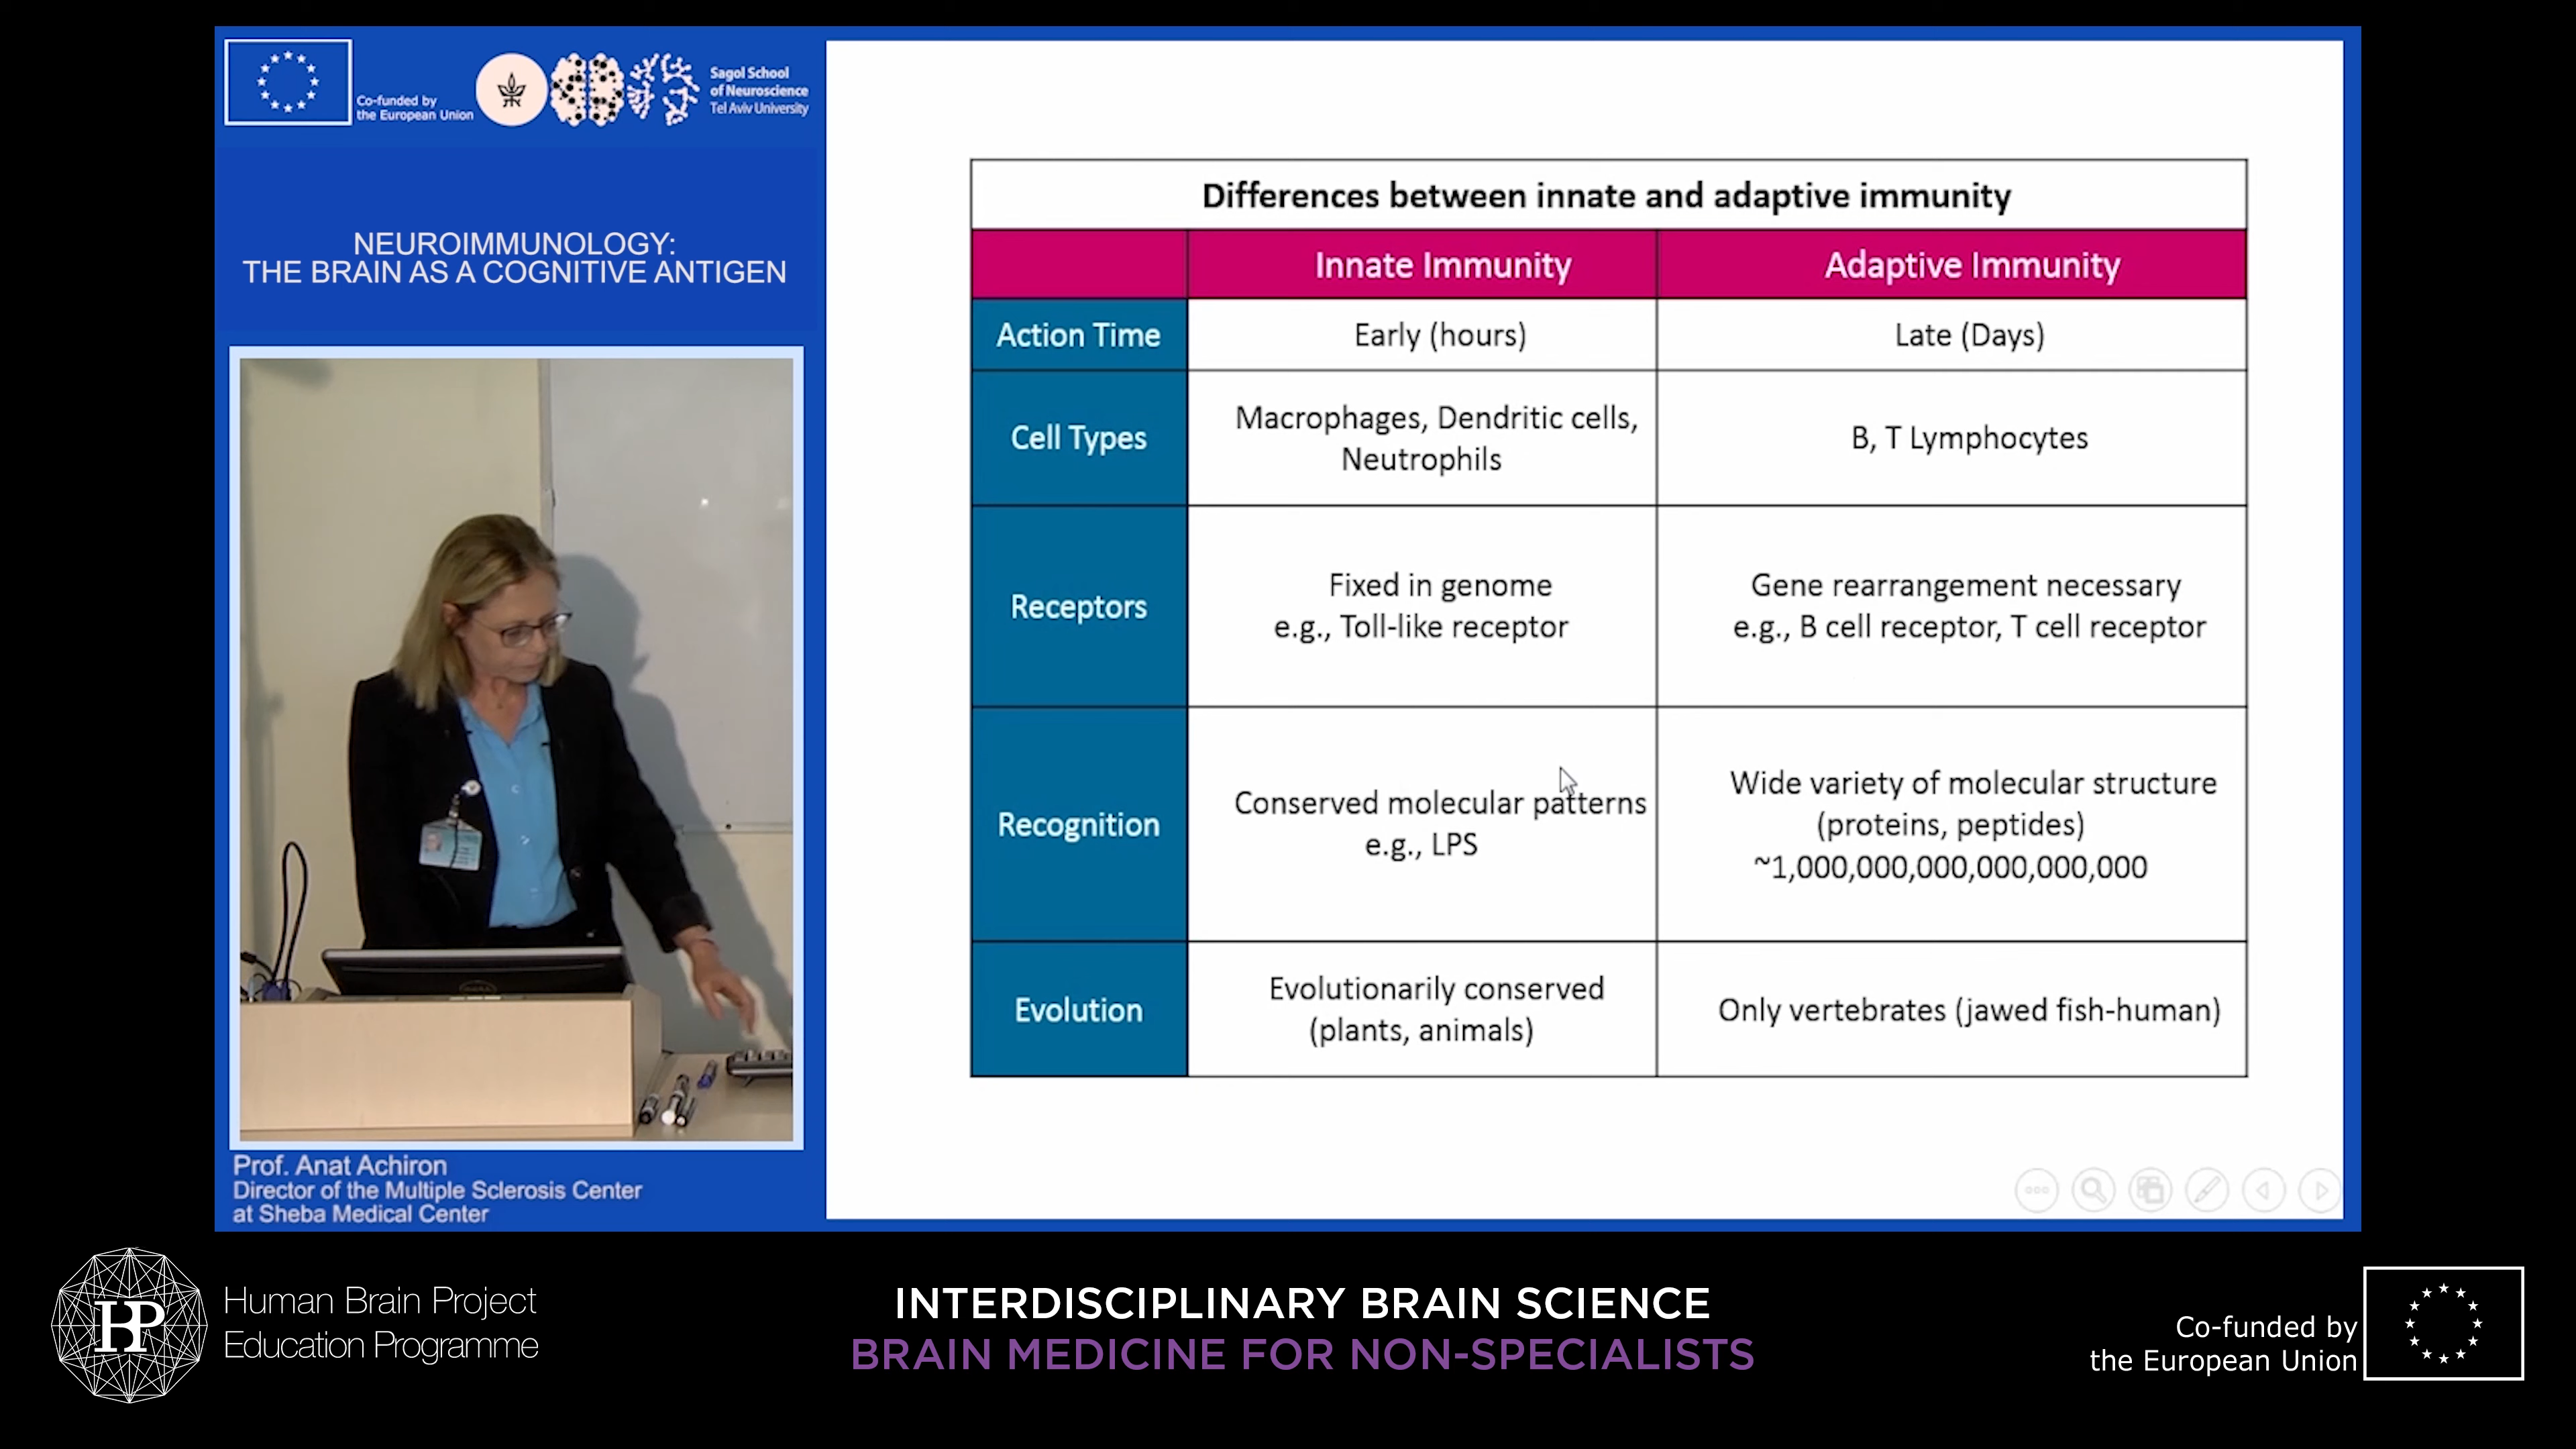 Co-funded by
the European Union
Sagol School
of Neuroscience
Tel Aviv University
NEUROIMMUNOLOGY:
THE BRAIN AS A COGNITIVE ANTIGEN
Differences between innate and adaptive immunity
Innate Immunity
Adaptive Immunity
Action Time
Early (hours)
Late (Days)
Cell Types
Macrophages, Dendritic cells,
Neutrophils
B, T Lymphocytes
Receptors
Fixed in genome
e.g., Toll-like receptor
Gene rearrangement necessary
e.g., B cell receptor, T cell receptor
Recognition
Conserved molecular patterns
e.g., LPS
Wide variety of molecular structure
(proteins, peptides)
~1,000,000,000,000,000,000
Evolution
Evolutionarily conserved
(plants, animals)
Only vertebrates (jawed fish-human)
Prof. Anat Achiron
Director of the Multiple Sclerosis Center
at Sheba Medical Center
HP
Human Brain Project
Education Programme
INTERDISCIPLINARY BRAIN SCIENCE
BRAIN MEDICINE FOR NON-SPECIALISTS
Co-funded by
the European Union